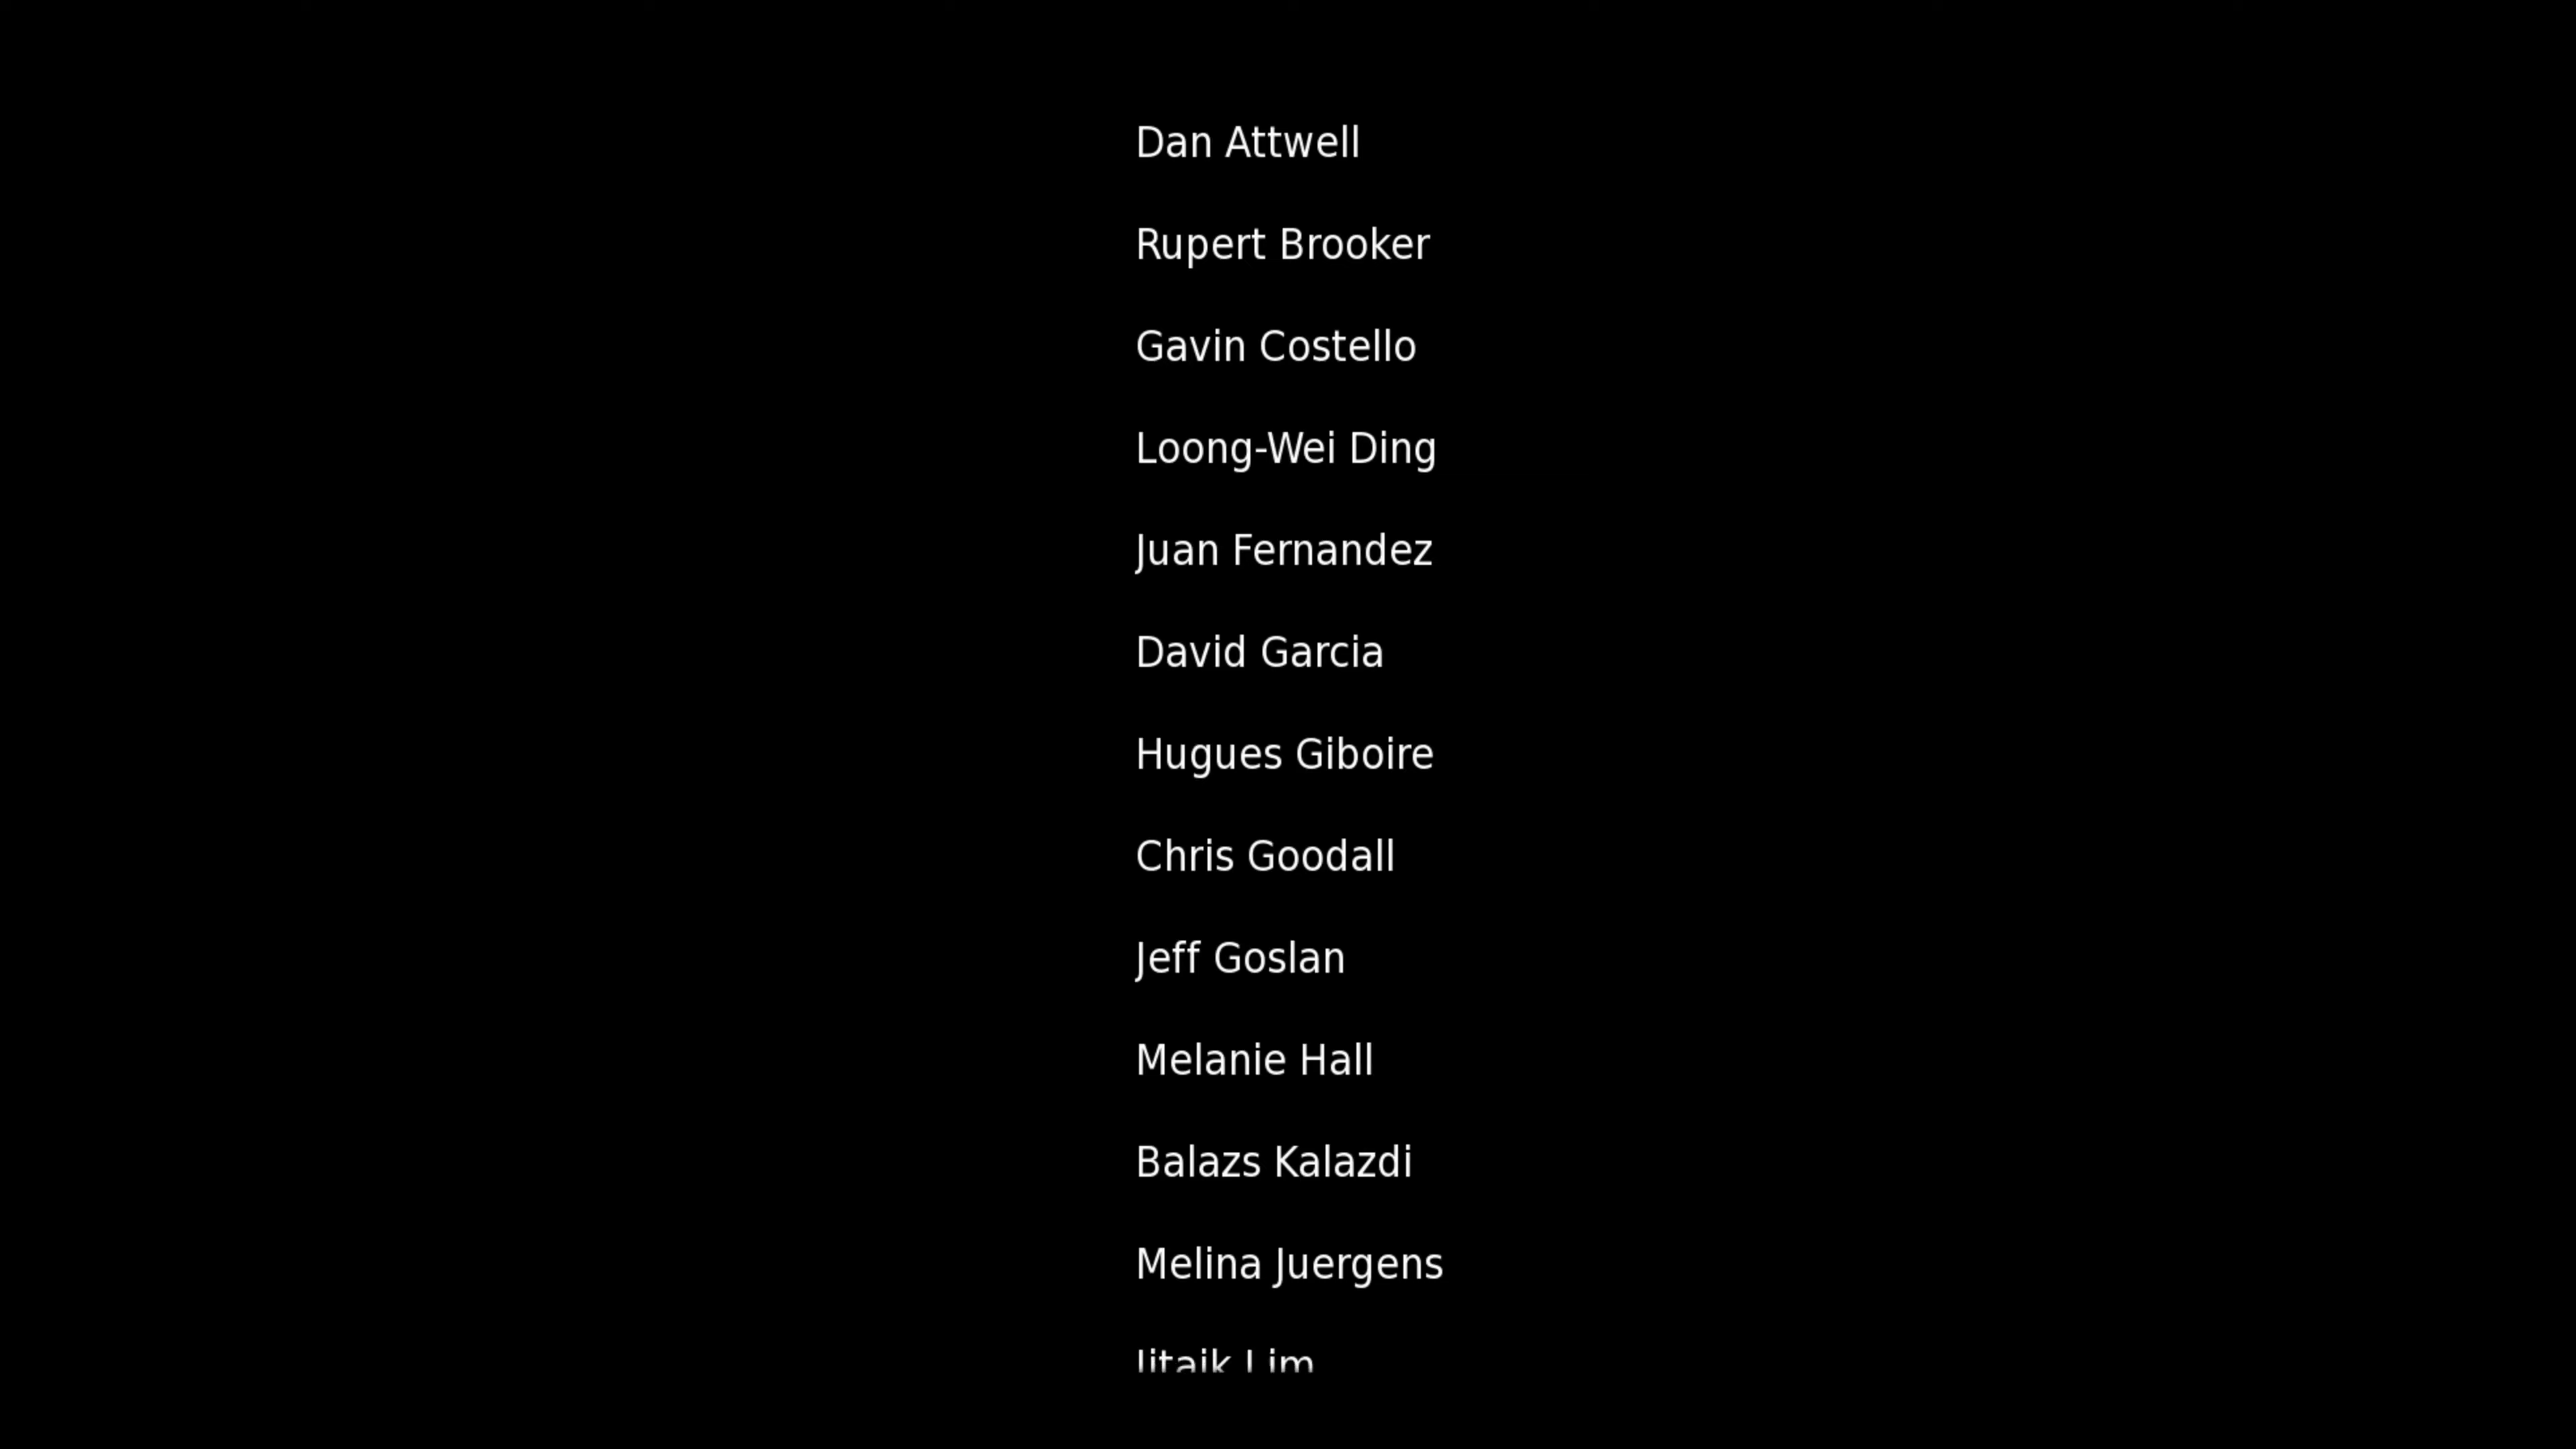 Dan Attwell
Rupert Brooker
Gavin Costello
Loong-Wei Ding
Juan Fernandez
David Garcia
Hugues Giboire
Chris Goodall
Jeff Goslan
Melanie Hall
Balazs Kalazdi
Melina Juergens
Lim